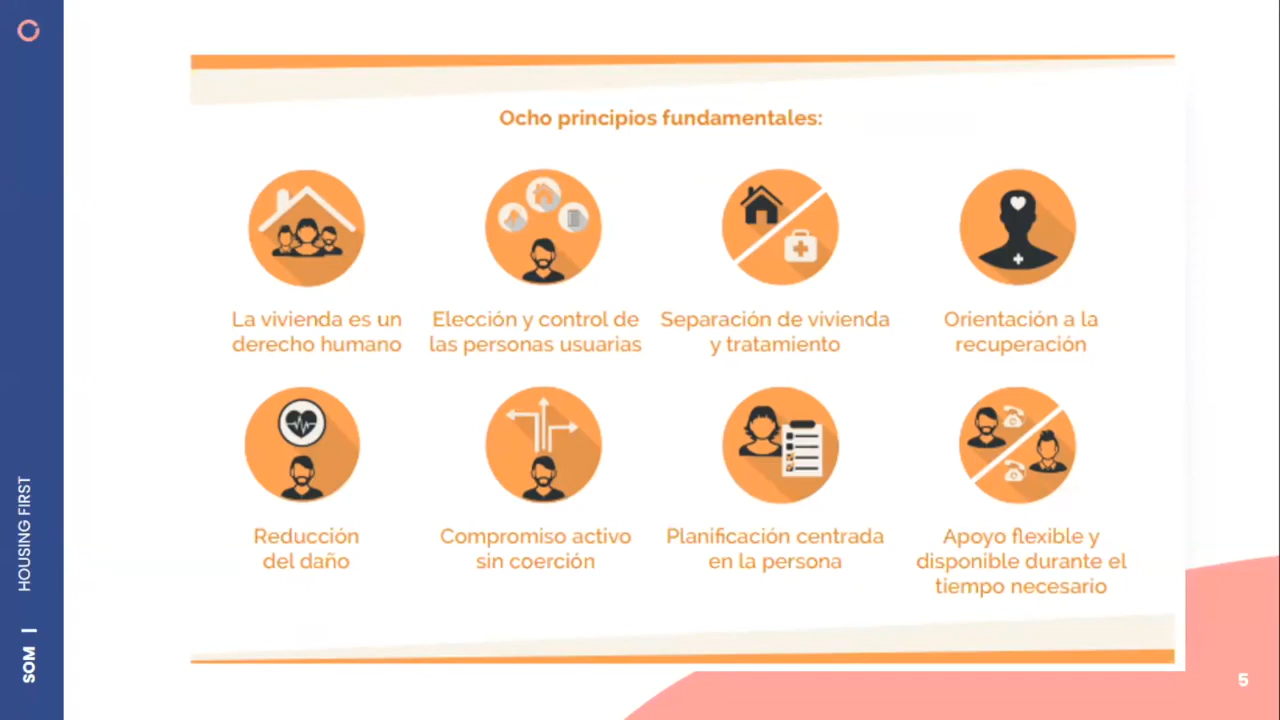 Ocho principios fundamentales:
La vivienda es un
derecho humano
Elección y control de
las personas usuarias
Separación de vivienda
y tratamiento
Orientación a la
recuperación
Reducción
del daño
Compromiso activo
sin coerción
Planificación centrada
en la persona
Apoyo flexible y
disponible durante el
tiempo necesario
SOM | HOUSING FIRST
5